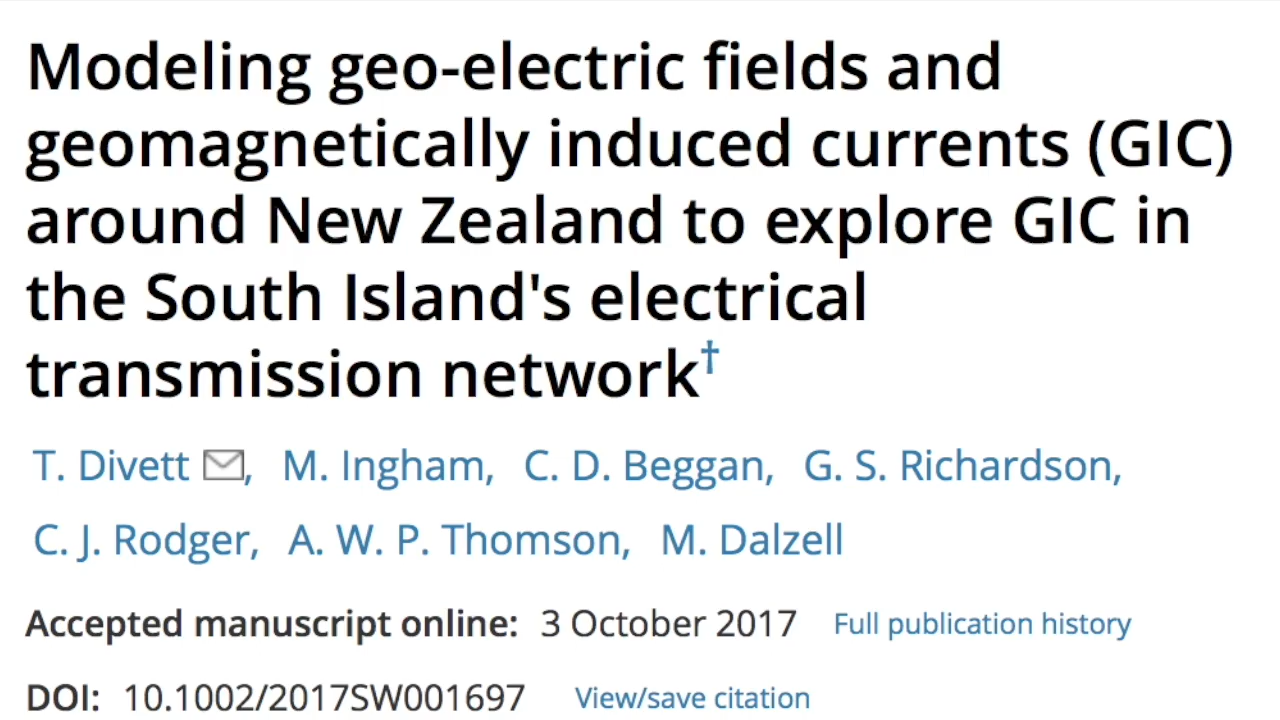 Modeling geo-electric fields and
geomagnetically induced currents (GIC)
around New Zealand to explore GIC in
the South Island's electrical
transmission network†
T. Divett, M. Ingham, C. D. Beggan, G. S. Richardson,
C. J. Rodger, A. W. P. Thomson, M. Dalzell
Accepted manuscript online: 3 October 2017 Full publication history
DOI: 10.1002/2017SW001697 View/save citation